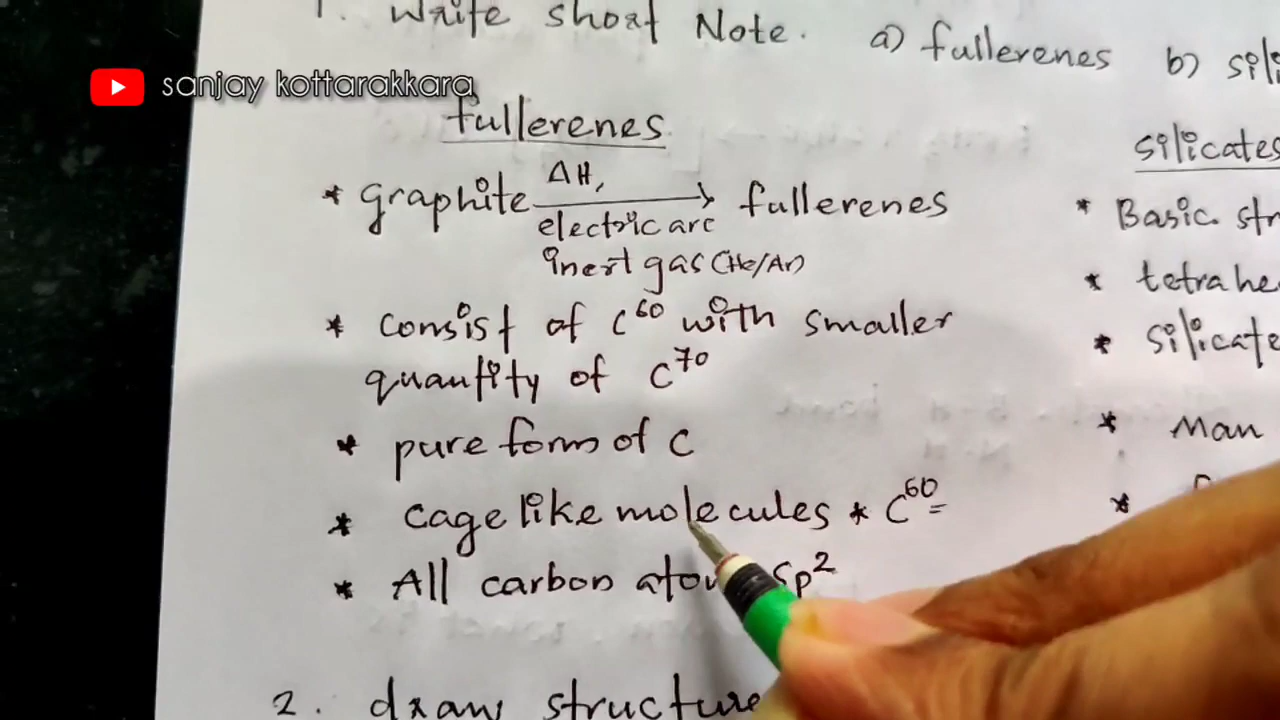 1. Write short Note. a) fullerenes b) sili
sanjay kottarakkara
fullerenes
* graphite ΔH, → fullerenes
electric arc
inert gas (He/Ar)
* consist of C⁶⁰ with smaller
quantity of C⁷⁰
* pure form of C
* cage like molecules * C⁶⁰
* All carbon atom sp²
2. draw structure
silicates
* Basic str
* tetrahe
* silicate
* Man
*